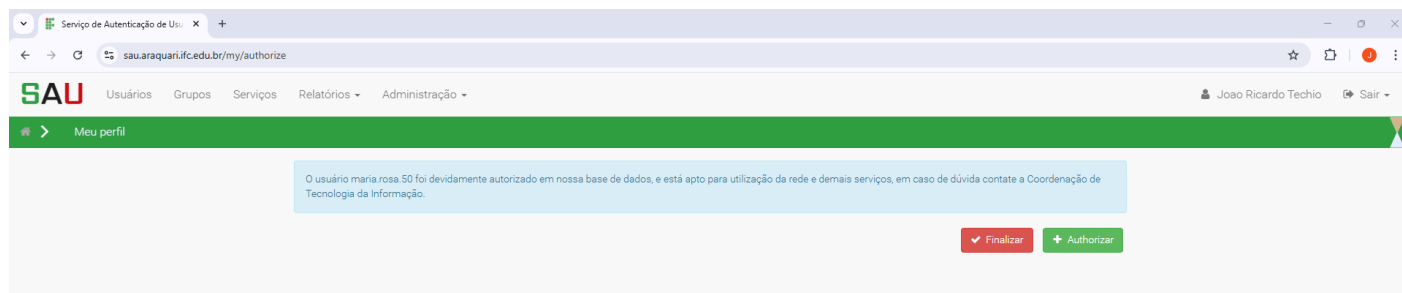 Serviço de Autenticação de Usu
sau.araquari.ifc.edu.br/my/authorize
J
SAU Usuários Grupos Serviços Relatórios Administração Joao Ricardo Techio Sair
Meu perfil
O usuário maria.rosa.50 foi devidamente autorizado em nossa base de dados, e está apto para utilização da rede e demais serviços, em caso de dúvida contate a Coordenação de
Tecnologia da Informação.
Finalizar Authorizar